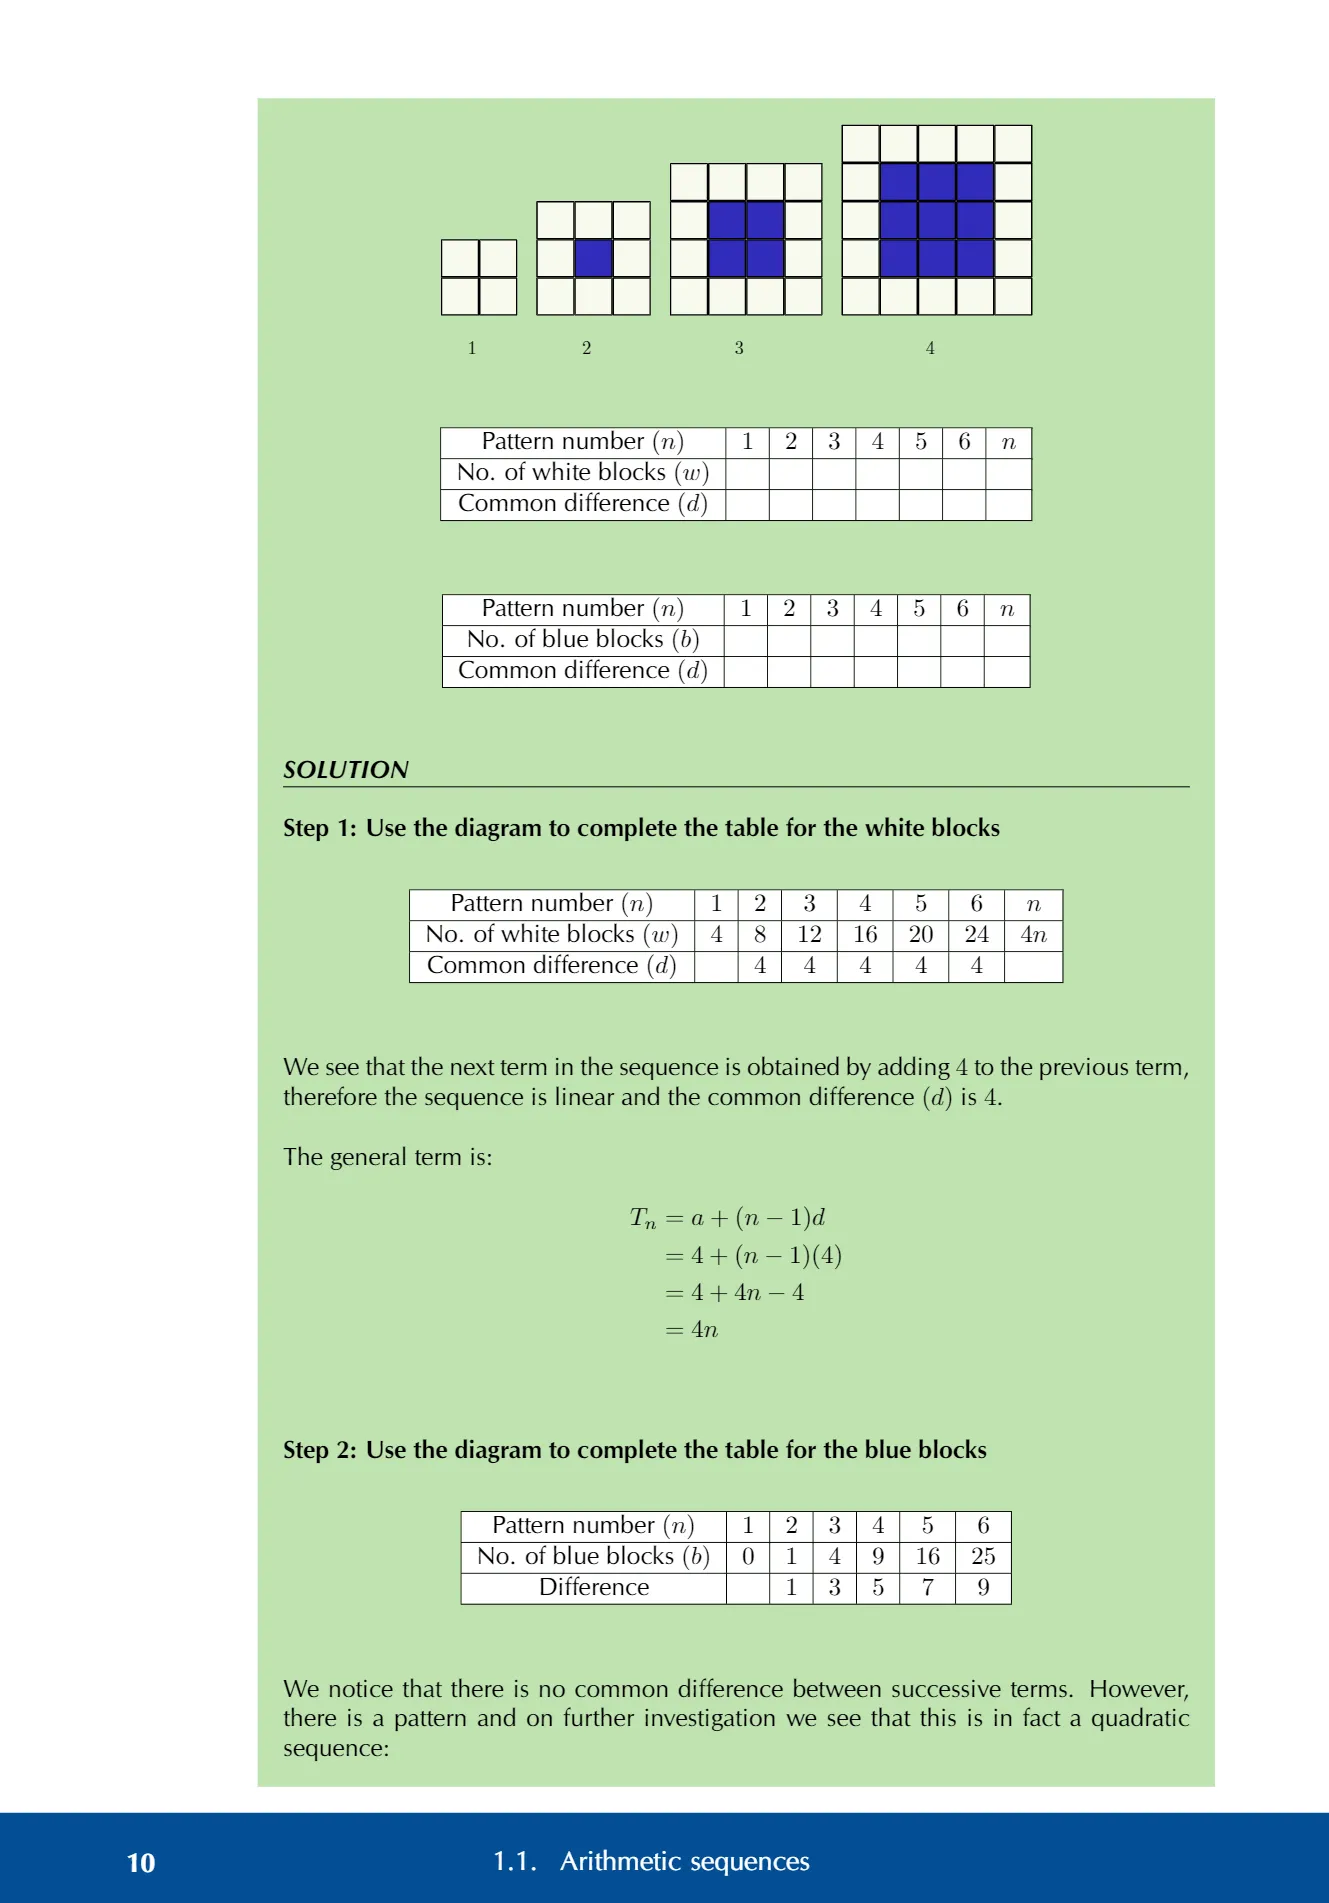 1 2 3 4
Pattern number (n) 1 2 3 4 5 6 n
No. of white blocks (w)
Common difference (d)
Pattern number (n) 1 2 3 4 5 6 n
No. of blue blocks (b)
Common difference (d)
SOLUTION
Step 1: Use the diagram to complete the table for the white blocks
Pattern number (n) 1 2 3 4 5 6 n
No. of white blocks (w) 4 8 12 16 20 24 4n
Common difference (d) 4 4 4 4 4
We see that the next term in the sequence is obtained by adding 4 to the previous term,
therefore the sequence is linear and the common difference (d) is 4.
The general term is:
Tₙ = a + (n − 1)d
= 4 + (n − 1)(4)
= 4 + 4n − 4
= 4n
Step 2: Use the diagram to complete the table for the blue blocks
Pattern number (n) 1 2 3 4 5 6
No. of blue blocks (b) 0 1 4 9 16 25
Difference 1 3 5 7 9
We notice that there is no common difference between successive terms. However,
there is a pattern and on further investigation we see that this is in fact a quadratic
sequence:
10 1.1. Arithmetic sequences